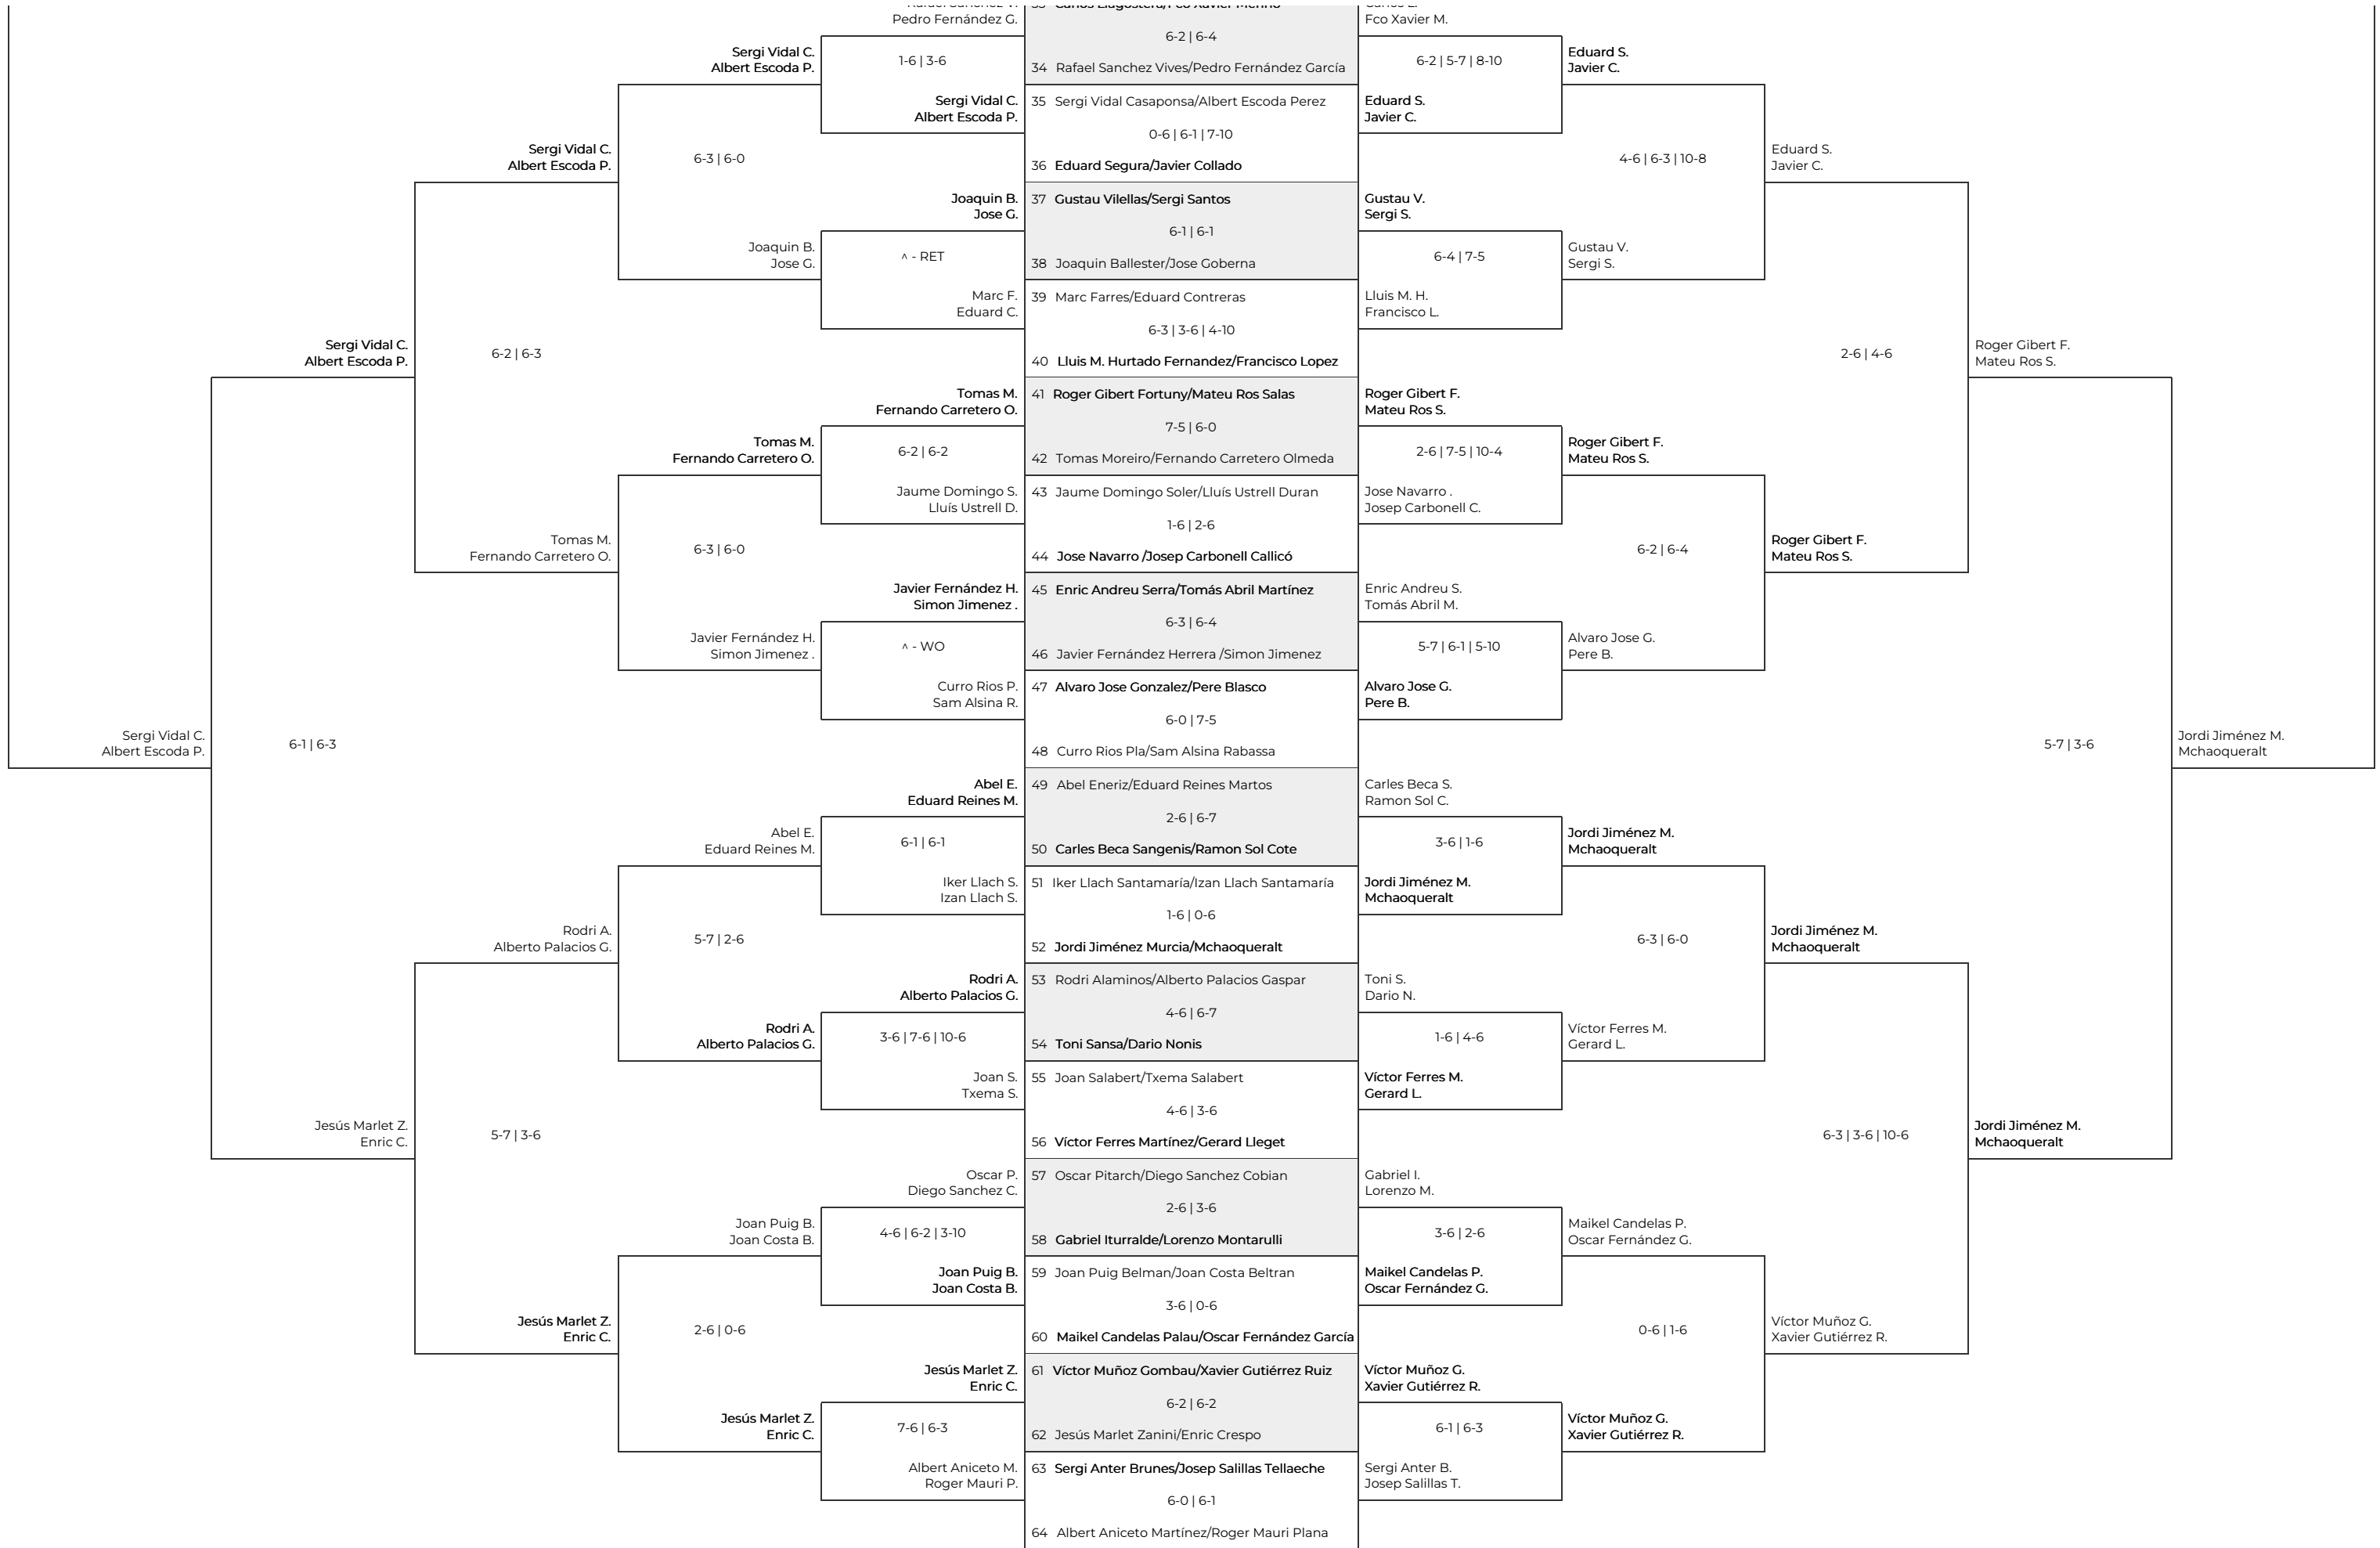 Pedro Fernández G.
Fco Xavier M.
6-2 | 6-4
Sergi Vidal C.
Albert Escoda P.
1-6 | 3-6
34 Rafael Sanchez Vives/Pedro Fernández García
6-2 | 5-7 | 8-10
Eduard S.
Javier C.
Sergi Vidal C.
Albert Escoda P.
35 Sergi Vidal Casaponsa/Albert Escoda Perez
Eduard S.
Javier C.
0-6 | 6-1 | 7-10
Sergi Vidal C.
Albert Escoda P.
6-3 | 6-0
36 Eduard Segura/Javier Collado
4-6 | 6-3 | 10-8
Eduard S.
Javier C.
Joaquin B.
Jose G.
37 Gustau Vilellas/Sergi Santos
Gustau V.
Sergi S.
6-1 | 6-1
Joaquin B.
Jose G.
^ - RET
38 Joaquin Ballester/Jose Goberna
6-4 | 7-5
Gustau V.
Sergi S.
Marc F.
Eduard C.
39 Marc Farres/Eduard Contreras
Lluis M. H.
Francisco L.
6-3 | 3-6 | 4-10
Sergi Vidal C.
Albert Escoda P.
6-2 | 6-3
40 Lluis M. Hurtado Fernandez/Francisco Lopez
2-6 | 4-6
Roger Gibert F.
Mateu Ros S.
Tomas M.
Fernando Carretero O.
41 Roger Gibert Fortuny/Mateu Ros Salas
Roger Gibert F.
Mateu Ros S.
7-5 | 6-0
Tomas M.
Fernando Carretero O.
6-2 | 6-2
42 Tomas Moreiro/Fernando Carretero Olmeda
2-6 | 7-5 | 10-4
Roger Gibert F.
Mateu Ros S.
Jaume Domingo S.
Lluís Ustrell D.
43 Jaume Domingo Soler/Lluís Ustrell Duran
Jose Navarro .
Josep Carbonell C.
1-6 | 2-6
Tomas M.
Fernando Carretero O.
6-3 | 6-0
44 Jose Navarro /Josep Carbonell Callicó
6-2 | 6-4
Roger Gibert F.
Mateu Ros S.
Javier Fernández H.
Simon Jimenez .
45 Enric Andreu Serra/Tomás Abril Martínez
Enric Andreu S.
Tomás Abril M.
6-3 | 6-4
Javier Fernández H.
Simon Jimenez .
^ - WO
46 Javier Fernández Herrera /Simon Jimenez
5-7 | 6-1 | 5-10
Alvaro Jose G.
Pere B.
Curro Rios P.
Sam Alsina R.
47 Alvaro Jose Gonzalez/Pere Blasco
Alvaro Jose G.
Pere B.
6-0 | 7-5
Sergi Vidal C.
Albert Escoda P.
6-1 | 6-3
48 Curro Rios Pla/Sam Alsina Rabassa
5-7 | 3-6
Jordi Jiménez M.
Mchaoqueralt
Abel E.
Eduard Reines M.
49 Abel Eneriz/Eduard Reines Martos
Carles Beca S.
Ramon Sol C.
2-6 | 6-7
Abel E.
Eduard Reines M.
6-1 | 6-1
50 Carles Beca Sangenis/Ramon Sol Cote
3-6 | 1-6
Jordi Jiménez M.
Mchaoqueralt
Iker Llach S.
Izan Llach S.
51 Iker Llach Santamaría/Izan Llach Santamaría
Jordi Jiménez M.
Mchaoqueralt
1-6 | 0-6
Rodri A.
Alberto Palacios G.
5-7 | 2-6
52 Jordi Jiménez Murcia/Mchaoqueralt
6-3 | 6-0
Jordi Jiménez M.
Mchaoqueralt
Rodri A.
Alberto Palacios G.
53 Rodri Alaminos/Alberto Palacios Gaspar
Toni S.
Dario N.
4-6 | 6-7
Rodri A.
Alberto Palacios G.
3-6 | 7-6 | 10-6
54 Toni Sansa/Dario Nonis
1-6 | 4-6
Víctor Ferres M.
Gerard L.
Joan S.
Txema S.
55 Joan Salabert/Txema Salabert
Víctor Ferres M.
Gerard L.
4-6 | 3-6
Jesús Marlet Z.
Enric C.
5-7 | 3-6
56 Víctor Ferres Martínez/Gerard Lleget
6-3 | 3-6 | 10-6
Jordi Jiménez M.
Mchaoqueralt
Oscar P.
Diego Sanchez C.
57 Oscar Pitarch/Diego Sanchez Cobian
Gabriel I.
Lorenzo M.
2-6 | 3-6
Joan Puig B.
Joan Costa B.
4-6 | 6-2 | 3-10
58 Gabriel Iturralde/Lorenzo Montarulli
3-6 | 2-6
Maikel Candelas P.
Oscar Fernández G.
Joan Puig B.
Joan Costa B.
59 Joan Puig Belman/Joan Costa Beltran
Maikel Candelas P.
Oscar Fernández G.
3-6 | 0-6
Jesús Marlet Z.
Enric C.
2-6 | 0-6
60 Maikel Candelas Palau/Oscar Fernández García
0-6 | 1-6
Víctor Muñoz G.
Xavier Gutiérrez R.
Jesús Marlet Z.
Enric C.
61 Víctor Muñoz Gombau/Xavier Gutiérrez Ruiz
Víctor Muñoz G.
Xavier Gutiérrez R.
6-2 | 6-2
Jesús Marlet Z.
Enric C.
7-6 | 6-3
62 Jesús Marlet Zanini/Enric Crespo
6-1 | 6-3
Víctor Muñoz G.
Xavier Gutiérrez R.
Albert Aniceto M.
Roger Mauri P.
63 Sergi Anter Brunes/Josep Salillas Tellaeche
Sergi Anter B.
Josep Salillas T.
6-0 | 6-1
64 Albert Aniceto Martínez/Roger Mauri Plana